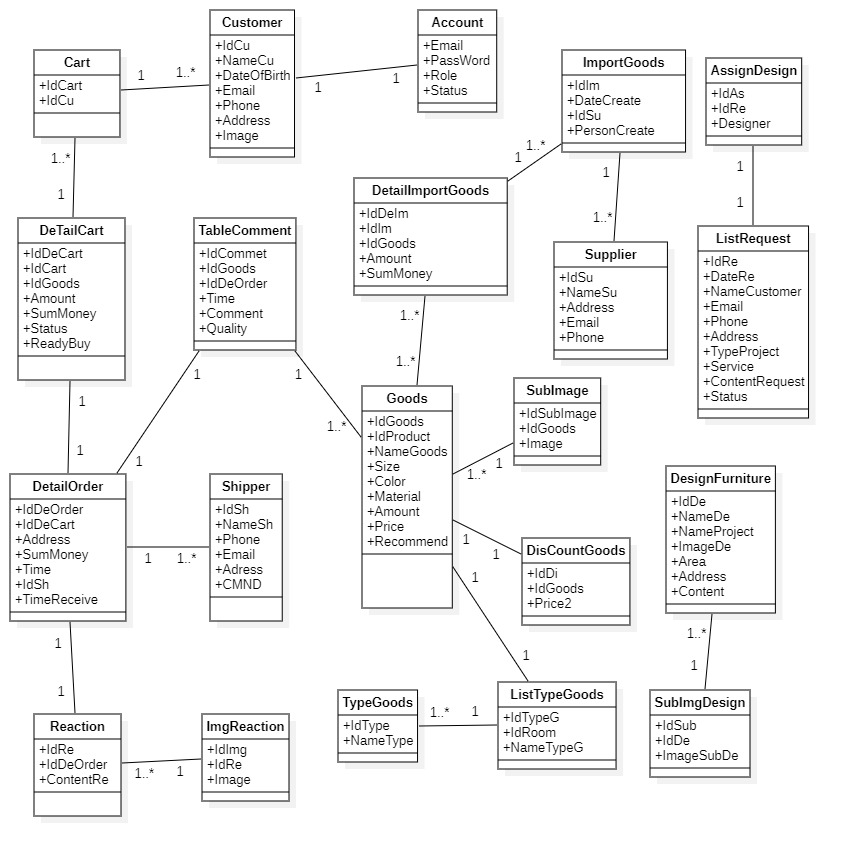 Customer
+IdCu
+NameCu
+DateOfBirth
+Email
+Phone
+Address
+Image
Account
+Email
+PassWord
+Role
+Status
Cart
+IdCart
+IdCu
1
1..*
1
1
ImportGoods
+IdIm
+DateCreate
+IdSu
+PersonCreate
AssignDesign
+IdAs
+IdRe
+Designer
1..*
1
1..*
1
1
1..*
1
1
DeTailCart
+IdDeCart
+IdCart
+IdGoods
+Amount
+SumMoney
+Status
+ReadyBuy
TableComment
+IdCommet
+IdGoods
+IdDeOrder
+Time
+Comment
+Quality
DetailImportGoods
+IdDeIm
+IdIm
+IdGoods
+Amount
+SumMoney
Supplier
+IdSu
+NameSu
+Address
+Email
+Phone
ListRequest
+IdRe
+DateRe
+NameCustomer
+Email
+Phone
+Address
+TypeProject
+Service
+ContentRequest
+Status
1..*
1..*
1
1
1
1
1
1..*
Goods
+IdGoods
+IdProduct
+NameGoods
+Size
+Color
+Material
+Amount
+Price
+Recommend
SubImage
+IdSubImage
+IdGoods
+Image
1..*
1
1
1
1
1
DetailOrder
+IdDeOrder
+IdDeCart
+Address
+SumMoney
+Time
+IdSh
+TimeReceive
1
1..*
Shipper
+IdSh
+NameSh
+Phone
+Email
+Adress
+CMND
DisCountGoods
+IdDi
+IdGoods
+Price2
DesignFurniture
+IdDe
+NameDe
+NameProject
+ImageDe
+Area
+Address
+Content
1
1
1..*
1
Reaction
+IdRe
+IdDeOrder
+ContentRe
1..*
1
ImgReaction
+IdImg
+IdRe
+Image
TypeGoods
+IdType
+NameType
1..*
1
ListTypeGoods
+IdTypeG
+IdRoom
+NameTypeG
SubImgDesign
+IdSub
+IdDe
+ImageSubDe